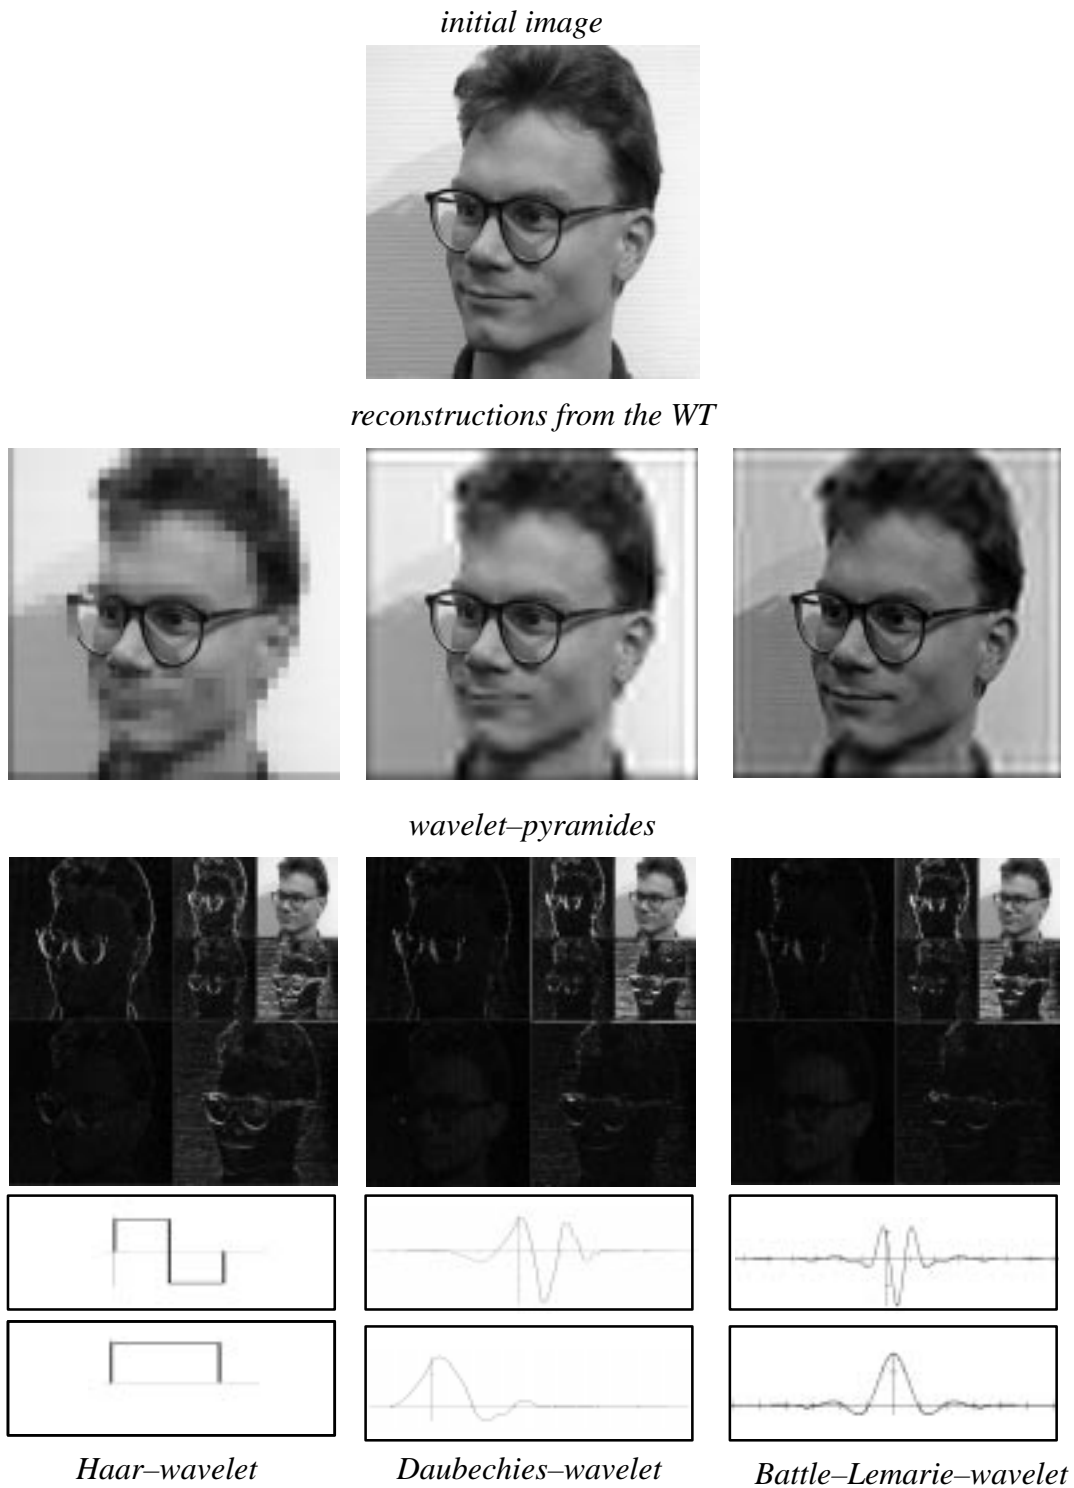 initial image
reconstructions from the WT
wavelet–pyramides
Haar–wavelet
Daubechies–wavelet
Battle–Lemarie–wavelet